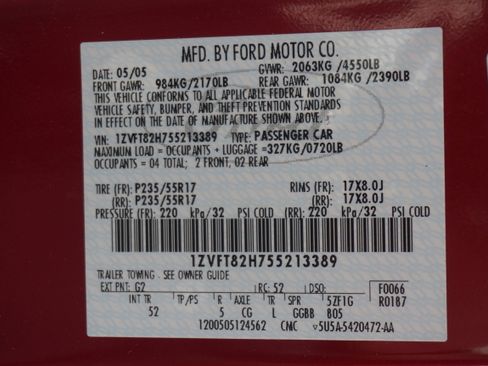 MFD. BY FORD MOTOR CO.
DATE: 05/05 GVWR: 2063KG /4550LB
FRONT GAWR: 984KG/2170LB REAR GAWR: 1084KG /2390LB
THIS VEHICLE CONFORMS TO ALL APPLICABLE FEDERAL MOTOR
VEHICLE SAFETY, BUMPER, AND THEFT PREVENTION STANDARDS
IN EFFECT ON THE DATE OF MANUFACTURE SHOWN ABOVE.
VIN: 1ZVFT82H755213389 TYPE: PASSENGER CAR
MAXIMUM LOAD = OCCUPANTS + LUGGAGE = 327KG/0720LB
OCCUPANTS = 04 TOTAL; 2 FRONT, 02 REAR
TIRE (FR): P235/55R17 RIMS (FR): 17X8.0J
(RR): P235/55R17 (RR): 17X8.0J
PRESSURE (FR): 220 kPa/32 PSI COLD (RR): 220 kPa/32 PSI COLD
1ZVFT82H755213389
TRAILER TOWING - SEE OWNER GUIDE
EXT PNT: G2 RC: 52 DSO: F0066
INT TR TP/PS R AXLE TR SPR 5ZF1G R0187
52 5 CG L GGBB B05
1200505124562 CMC v5U5A-5420472-AA